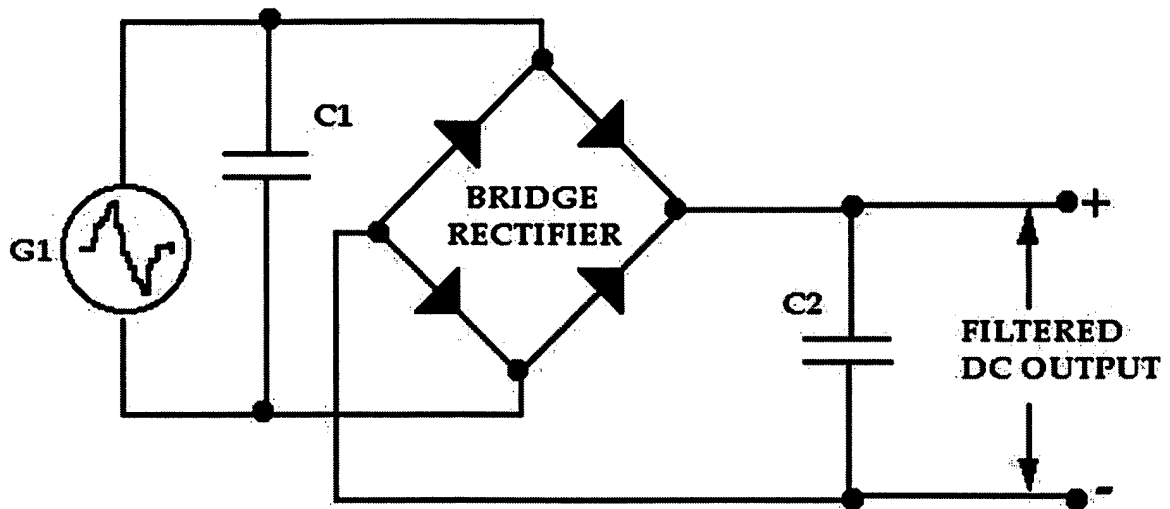 C1
BRIDGE
RECTIFIER
G1
+
C2
FILTERED
DC OUTPUT
-